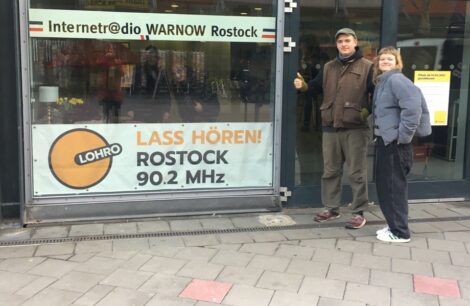 Internetr@dio WARNOW Rostock
LOHRO
LASS HÖREN!
ROSTOCK
90.2 MHz